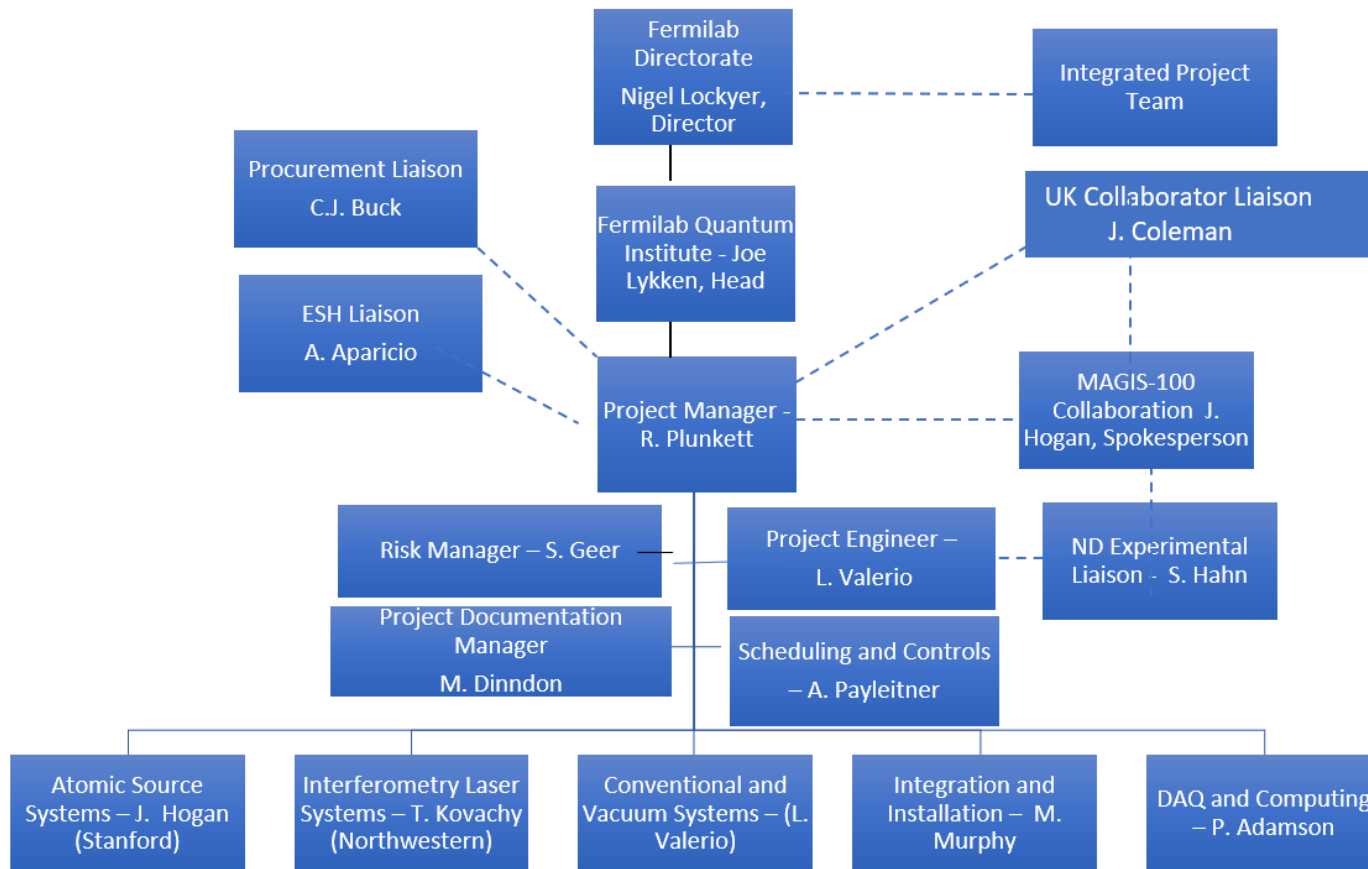 Fermilab
Directorate
Nigel Lockyer,
Director
Integrated Project
Team
Procurement Liaison
C.J. Buck
Fermilab Quantum
Institute - Joe
Lykken, Head
UK Collaborator Liaison
J. Coleman
ESH Liaison
A. Aparicio
Project Manager -
R. Plunkett
MAGIS-100
Collaboration J.
Hogan, Spokesperson
Risk Manager – S. Geer
Project Engineer –
L. Valerio
ND Experimental
Liaison - S. Hahn
Project Documentation
Manager
M. Dinndon
Scheduling and Controls
– A. Payleitner
Atomic Source
Systems – J. Hogan
(Stanford)
Interferometry Laser
Systems – T. Kovachy
(Northwestern)
Conventional and
Vacuum Systems – (L.
Valerio)
Integration and
Installation – M.
Murphy
DAQ and Computing
– P. Adamson